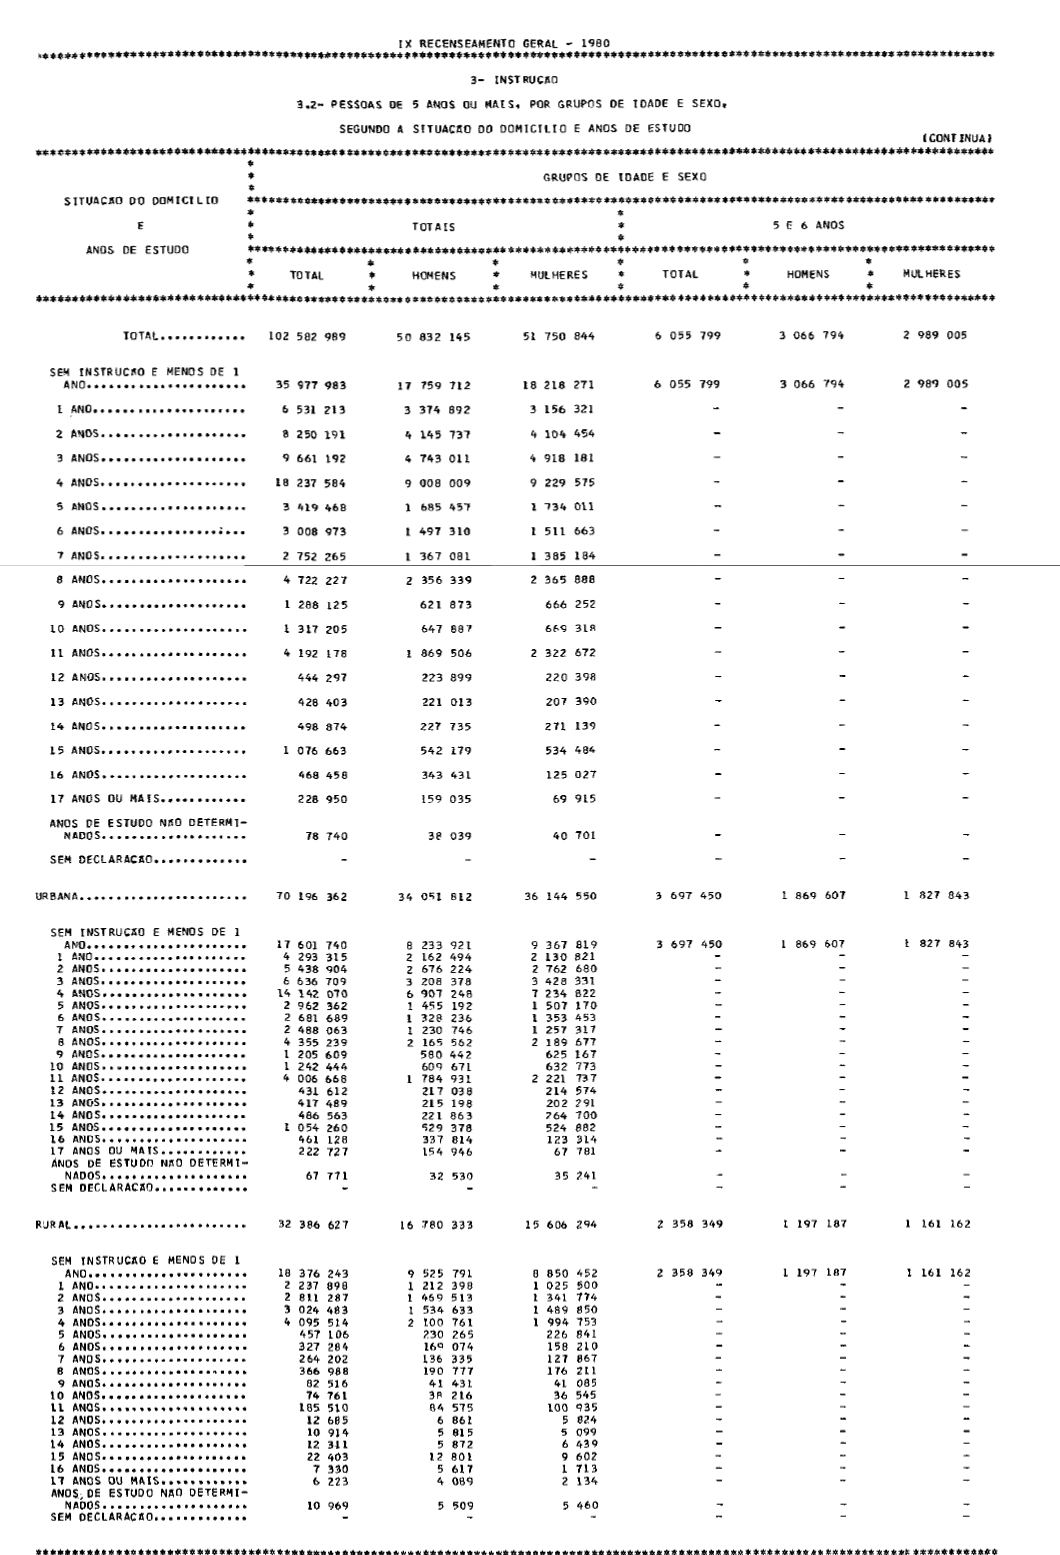 IX RECENSEAMENTO GERAL - 1980
3- INSTRUCAO
3.2- PESSOAS DE 5 ANOS OU MAIS, POR GRUPOS DE IDADE E SEXO,
SEGUNDO A SITUACAO DO DOMICILIO E ANOS DE ESTUDO
(CONTINUA)
GRUPOS DE IDADE E SEXO
SITUACAO DO DOMICILIO
E
ANOS DE ESTUDO
TOTAIS 5 E 6 ANOS
TOTAL HOMENS MULHERES TOTAL HOMENS MULHERES
TOTAL............ 102 582 989 50 832 145 51 750 844 6 055 799 3 066 794 2 989 005
SEM INSTRUCAO E MENOS DE 1
ANO...................... 35 977 983 17 759 712 18 218 271 6 055 799 3 066 794 2 989 005
1 ANO..................... 6 531 213 3 374 892 3 156 321 - - -
2 ANOS.................... 8 250 191 4 145 737 4 104 454 - - -
3 ANOS.................... 9 661 192 4 743 011 4 918 181 - - -
4 ANOS.................... 18 237 584 9 008 009 9 229 575 - - -
5 ANOS.................... 3 419 468 1 685 457 1 734 011 - - -
6 ANOS.................... 3 008 973 1 497 310 1 511 663 - - -
7 ANOS.................... 2 752 265 1 367 081 1 385 184 - - -
8 ANOS.................... 4 722 227 2 356 339 2 365 888 - - -
9 ANOS.................... 1 288 125 621 873 666 252 - - -
10 ANOS.................... 1 317 205 647 887 669 318 - - -
11 ANOS.................... 4 192 178 1 869 506 2 322 672 - - -
12 ANOS.................... 444 297 223 899 220 398 - - -
13 ANOS.................... 428 403 221 013 207 390 - - -
14 ANOS.................... 498 874 227 735 271 139 - - -
15 ANOS.................... 1 076 663 542 179 534 484 - - -
16 ANOS.................... 468 458 343 431 125 027 - - -
17 ANOS OU MAIS............ 228 950 159 035 69 915 - - -
ANOS DE ESTUDO NAO DETERMI-
NADOS.................... 78 740 38 039 40 701 - - -
SEM DECLARACAO............. - - - - - -
URBANA....................... 70 196 362 34 051 812 36 144 550 3 697 450 1 869 607 1 827 843
SEM INSTRUCAO E MENOS DE 1
ANO...................... 17 601 740 8 233 921 9 367 819 3 697 450 1 869 607 1 827 843
1 ANO..................... 4 293 315 2 162 494 2 130 821 - - -
2 ANOS.................... 5 438 904 2 676 224 2 762 680 - - -
3 ANOS.................... 6 636 709 3 208 378 3 428 331 - - -
4 ANOS.................... 14 142 070 6 907 248 7 234 822 - - -
5 ANOS.................... 2 962 362 1 455 192 1 507 170 - - -
6 ANOS.................... 2 681 689 1 328 236 1 353 453 - - -
7 ANOS.................... 2 488 063 1 230 746 1 257 317 - - -
8 ANOS.................... 4 355 239 2 165 562 2 189 677 - - -
9 ANOS.................... 1 205 609 580 442 625 167 - - -
10 ANOS.................... 1 242 444 609 671 632 773 - - -
11 ANOS.................... 4 006 668 1 784 931 2 221 737 - - -
12 ANOS.................... 431 612 217 038 214 574 - - -
13 ANOS.................... 417 489 215 198 202 291 - - -
14 ANOS.................... 486 563 221 863 264 700 - - -
15 ANOS.................... 1 054 260 529 378 524 882 - - -
16 ANOS.................... 461 128 337 814 123 314 - - -
17 ANOS OU MAIS............ 222 727 154 946 67 781 - - -
ANOS DE ESTUDO NAO DETERMI-
NADOS.................... 67 771 32 530 35 241 - - -
SEM DECLARACAO............. - - - - - -
RURAL........................ 32 386 627 16 780 333 15 606 294 2 358 349 1 197 187 1 161 162
SEM INSTRUCAO E MENOS DE 1
ANO...................... 18 376 243 9 525 791 8 850 452 2 358 349 1 197 187 1 161 162
1 ANO..................... 2 237 898 1 212 398 1 025 500 - - -
2 ANOS.................... 2 811 287 1 469 513 1 341 774 - - -
3 ANOS.................... 3 024 483 1 534 633 1 489 850 - - -
4 ANOS.................... 4 095 514 2 100 761 1 994 753 - - -
5 ANOS.................... 457 106 230 265 226 841 - - -
6 ANOS.................... 327 284 169 074 158 210 - - -
7 ANOS.................... 264 202 136 335 127 867 - - -
8 ANOS.................... 366 988 190 777 176 211 - - -
9 ANOS.................... 82 516 41 431 41 085 - - -
10 ANOS.................... 74 761 38 216 36 545 - - -
11 ANOS.................... 185 510 84 575 100 935 - - -
12 ANOS.................... 12 685 6 861 5 824 - - -
13 ANOS.................... 10 914 5 815 5 099 - - -
14 ANOS.................... 12 311 5 872 6 439 - - -
15 ANOS.................... 22 403 12 801 9 602 - - -
16 ANOS.................... 7 330 5 617 1 713 - - -
17 ANOS OU MAIS............ 6 223 4 089 2 134 - - -
ANOS DE ESTUDO NAO DETERMI-
NADOS.................... 10 969 5 509 5 460 - - -
SEM DECLARACAO............. - - - - - -